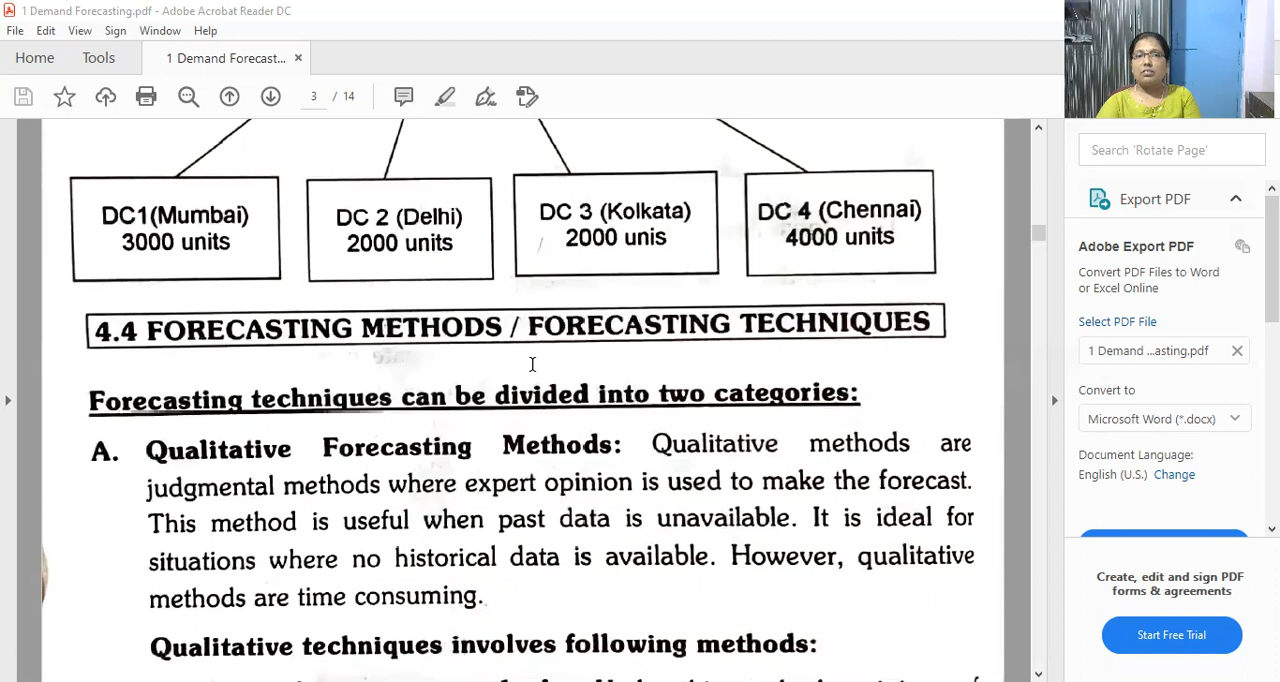 1 Demand Forecasting.pdf - Adobe Acrobat Reader DC
File Edit View Sign Window Help
Home Tools 1 Demand Forecast... ×
3 / 14
DC1(Mumbai)
3000 units
DC 2 (Delhi)
2000 units
DC 3 (Kolkata)
2000 unis
DC 4 (Chennai)
4000 units
4.4 FORECASTING METHODS / FORECASTING TECHNIQUES
Forecasting techniques can be divided into two categories:
A. Qualitative Forecasting Methods: Qualitative methods are
judgmental methods where expert opinion is used to make the forecast.
This method is useful when past data is unavailable. It is ideal for
situations where no historical data is available. However, qualitative
methods are time consuming.
Qualitative techniques involves following methods:
Search 'Rotate Page'
Export PDF
Adobe Export PDF
Convert PDF Files to Word
or Excel Online
Select PDF File
1 Demand ...asting.pdf
Convert to
Microsoft Word (*.docx)
Document Language:
English (U.S.) Change
Create, edit and sign PDF
forms & agreements
Start Free Trial